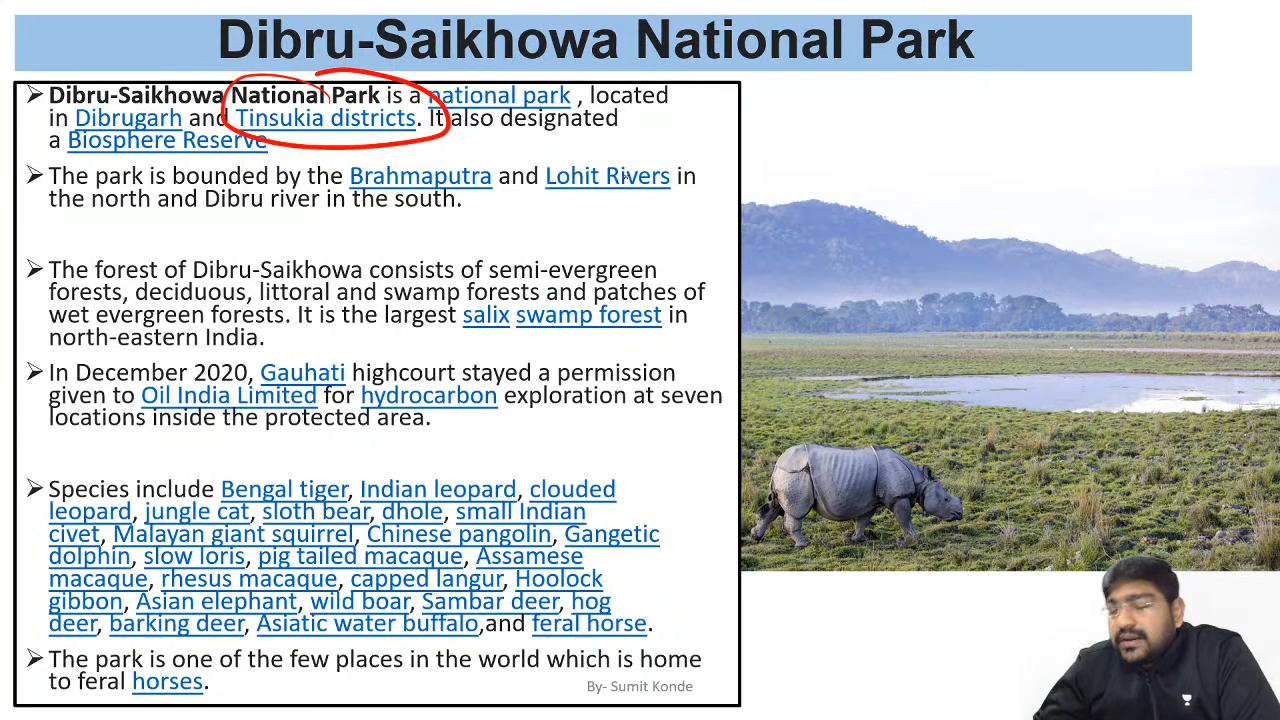 Dibru-Saikhowa National Park
➢ Dibru-Saikhowa National Park is a national park , located
in Dibrugarh and Tinsukia districts. It also designated
a Biosphere Reserve
➢ The park is bounded by the Brahmaputra and Lohit Rivers in
the north and Dibru river in the south.
➢ The forest of Dibru-Saikhowa consists of semi-evergreen
forests, deciduous, littoral and swamp forests and patches of
wet evergreen forests. It is the largest salix swamp forest in
north-eastern India.
➢ In December 2020, Gauhati highcourt stayed a permission
given to Oil India Limited for hydrocarbon exploration at seven
locations inside the protected area.
➢ Species include Bengal tiger, Indian leopard, clouded
leopard, jungle cat, sloth bear, dhole, small Indian
civet, Malayan giant squirrel, Chinese pangolin, Gangetic
dolphin, slow loris, pig tailed macaque, Assamese
macaque, rhesus macaque, capped langur, Hoolock
gibbon, Asian elephant, wild boar, Sambar deer, hog
deer, barking deer, Asiatic water buffalo,and feral horse.
➢ The park is one of the few places in the world which is home
to feral horses.
By- Sumit Konde